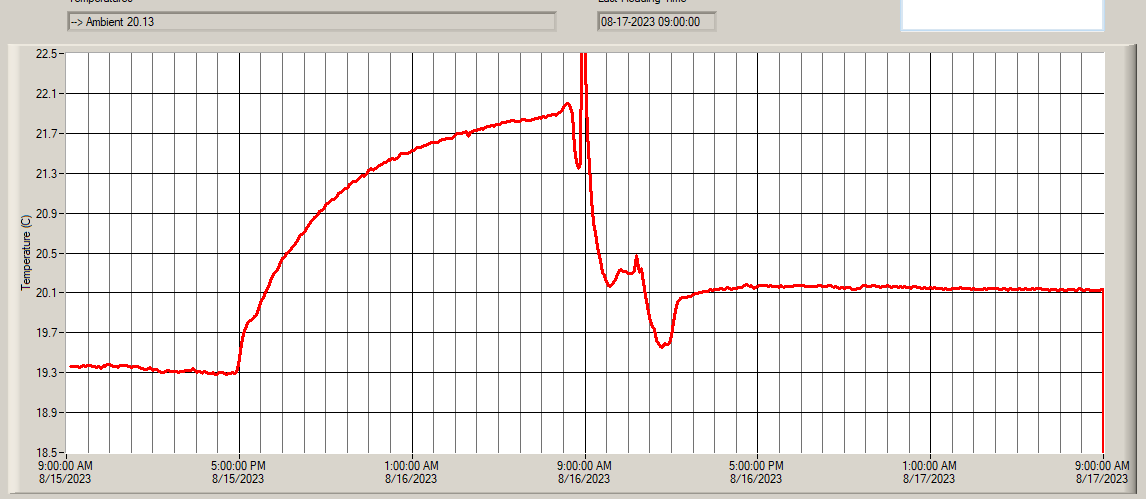 Temperatures
Last Reading Time
--> Ambient 20.13
08-17-2023 09:00:00
22.5
22.1
21.7
21.3
20.9
20.5
20.1
19.7
19.3
18.9
18.5
Temperature (C)
9:00:00 AM
8/15/2023
5:00:00 PM
8/15/2023
1:00:00 AM
8/16/2023
9:00:00 AM
8/16/2023
5:00:00 PM
8/16/2023
1:00:00 AM
8/17/2023
9:00:00 AM
8/17/2023